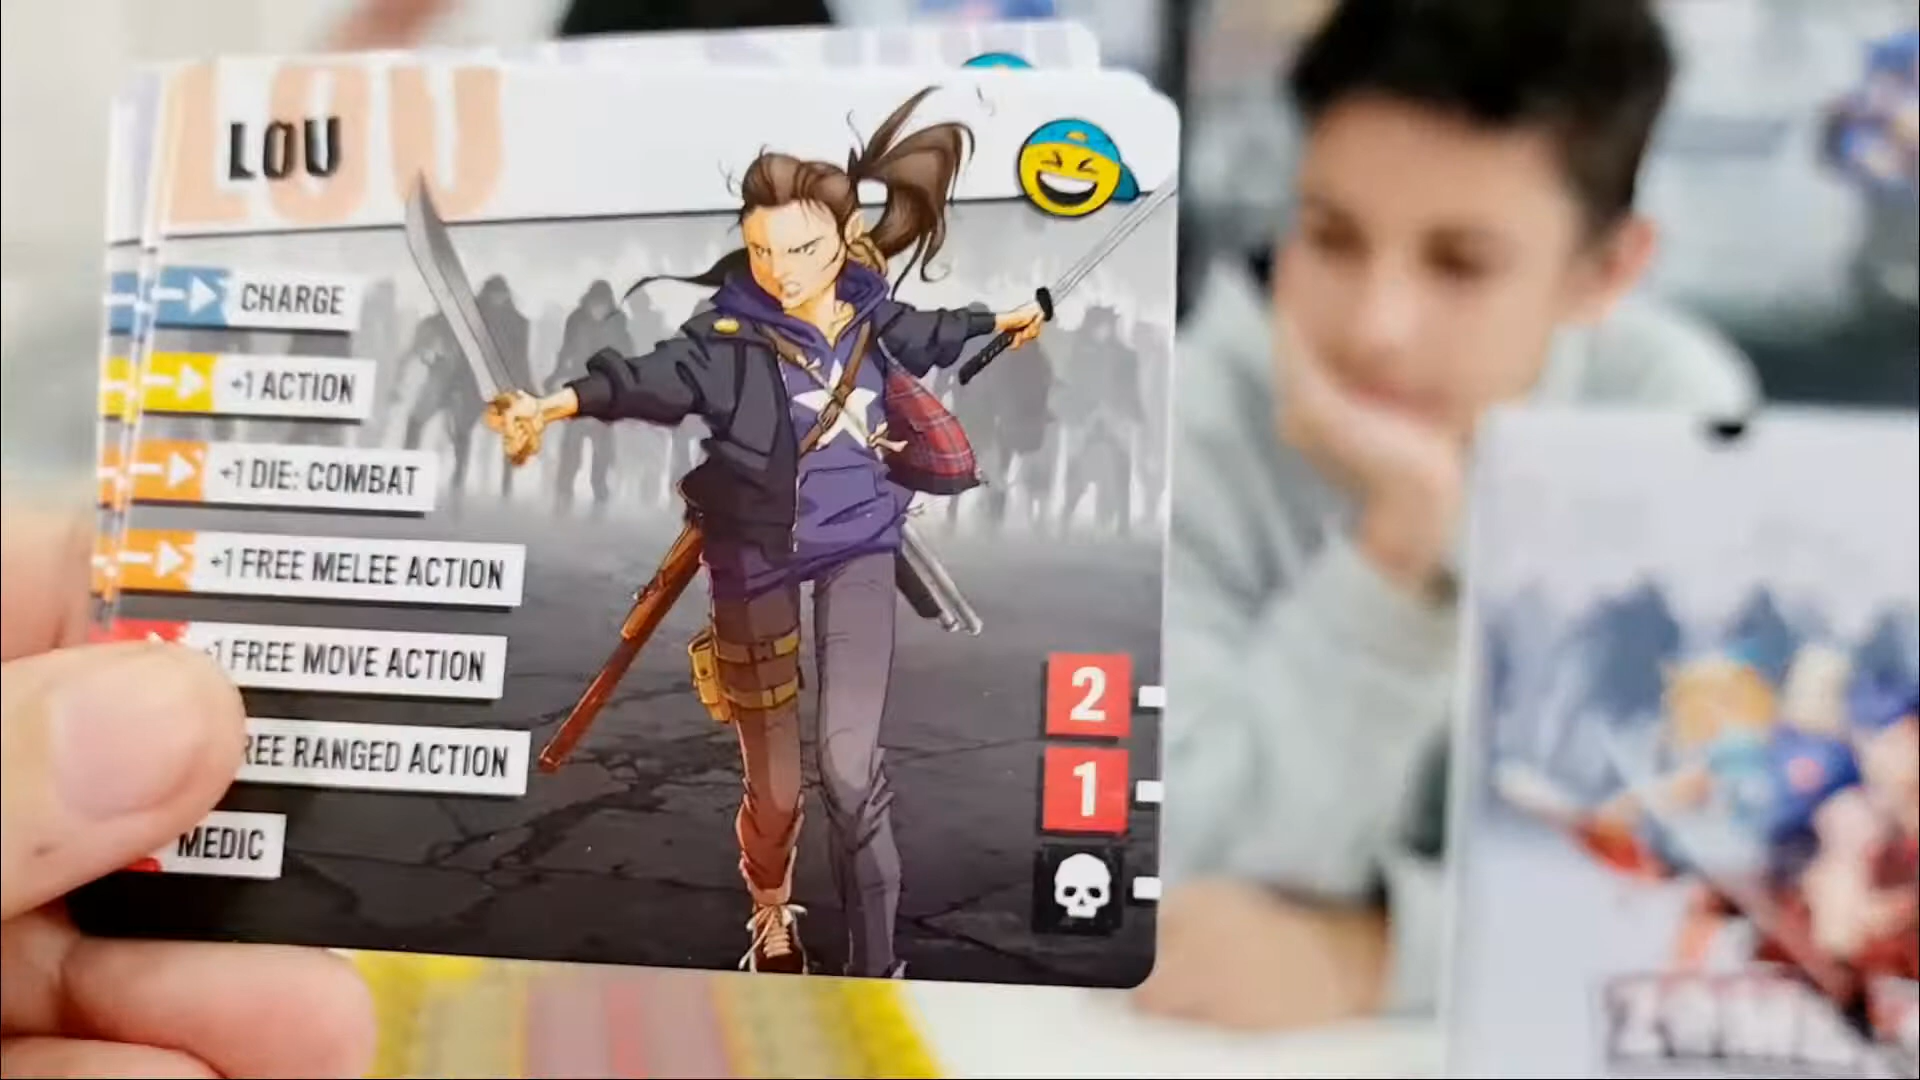 LOU
LOU
CHARGE
+1 ACTION
+1 DIE: COMBAT
+1 FREE MELEE ACTION
+1 FREE MOVE ACTION
REE RANGED ACTION
MEDIC
2
1